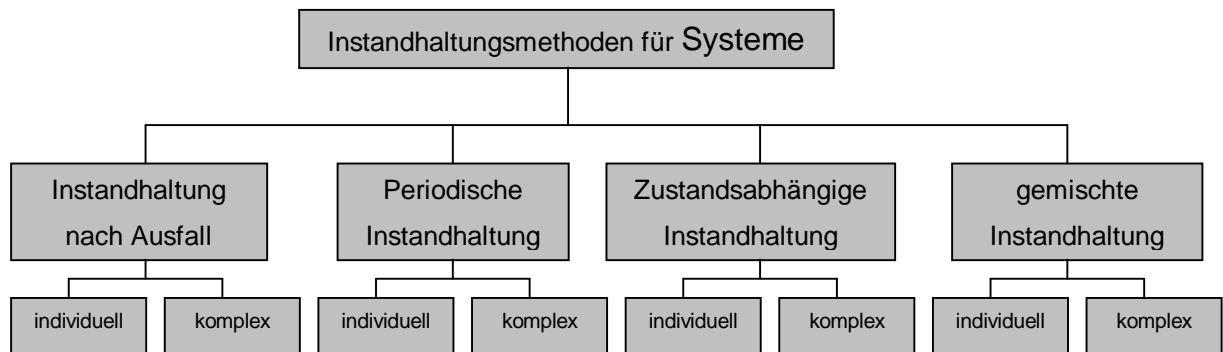 Instandhaltungsmethoden für Systeme
Instandhaltung
nach Ausfall
Periodische
Instandhaltung
Zustandsabhängige
Instandhaltung
gemischte
Instandhaltung
individuell
komplex
individuell
komplex
individuell
komplex
individuell
komplex